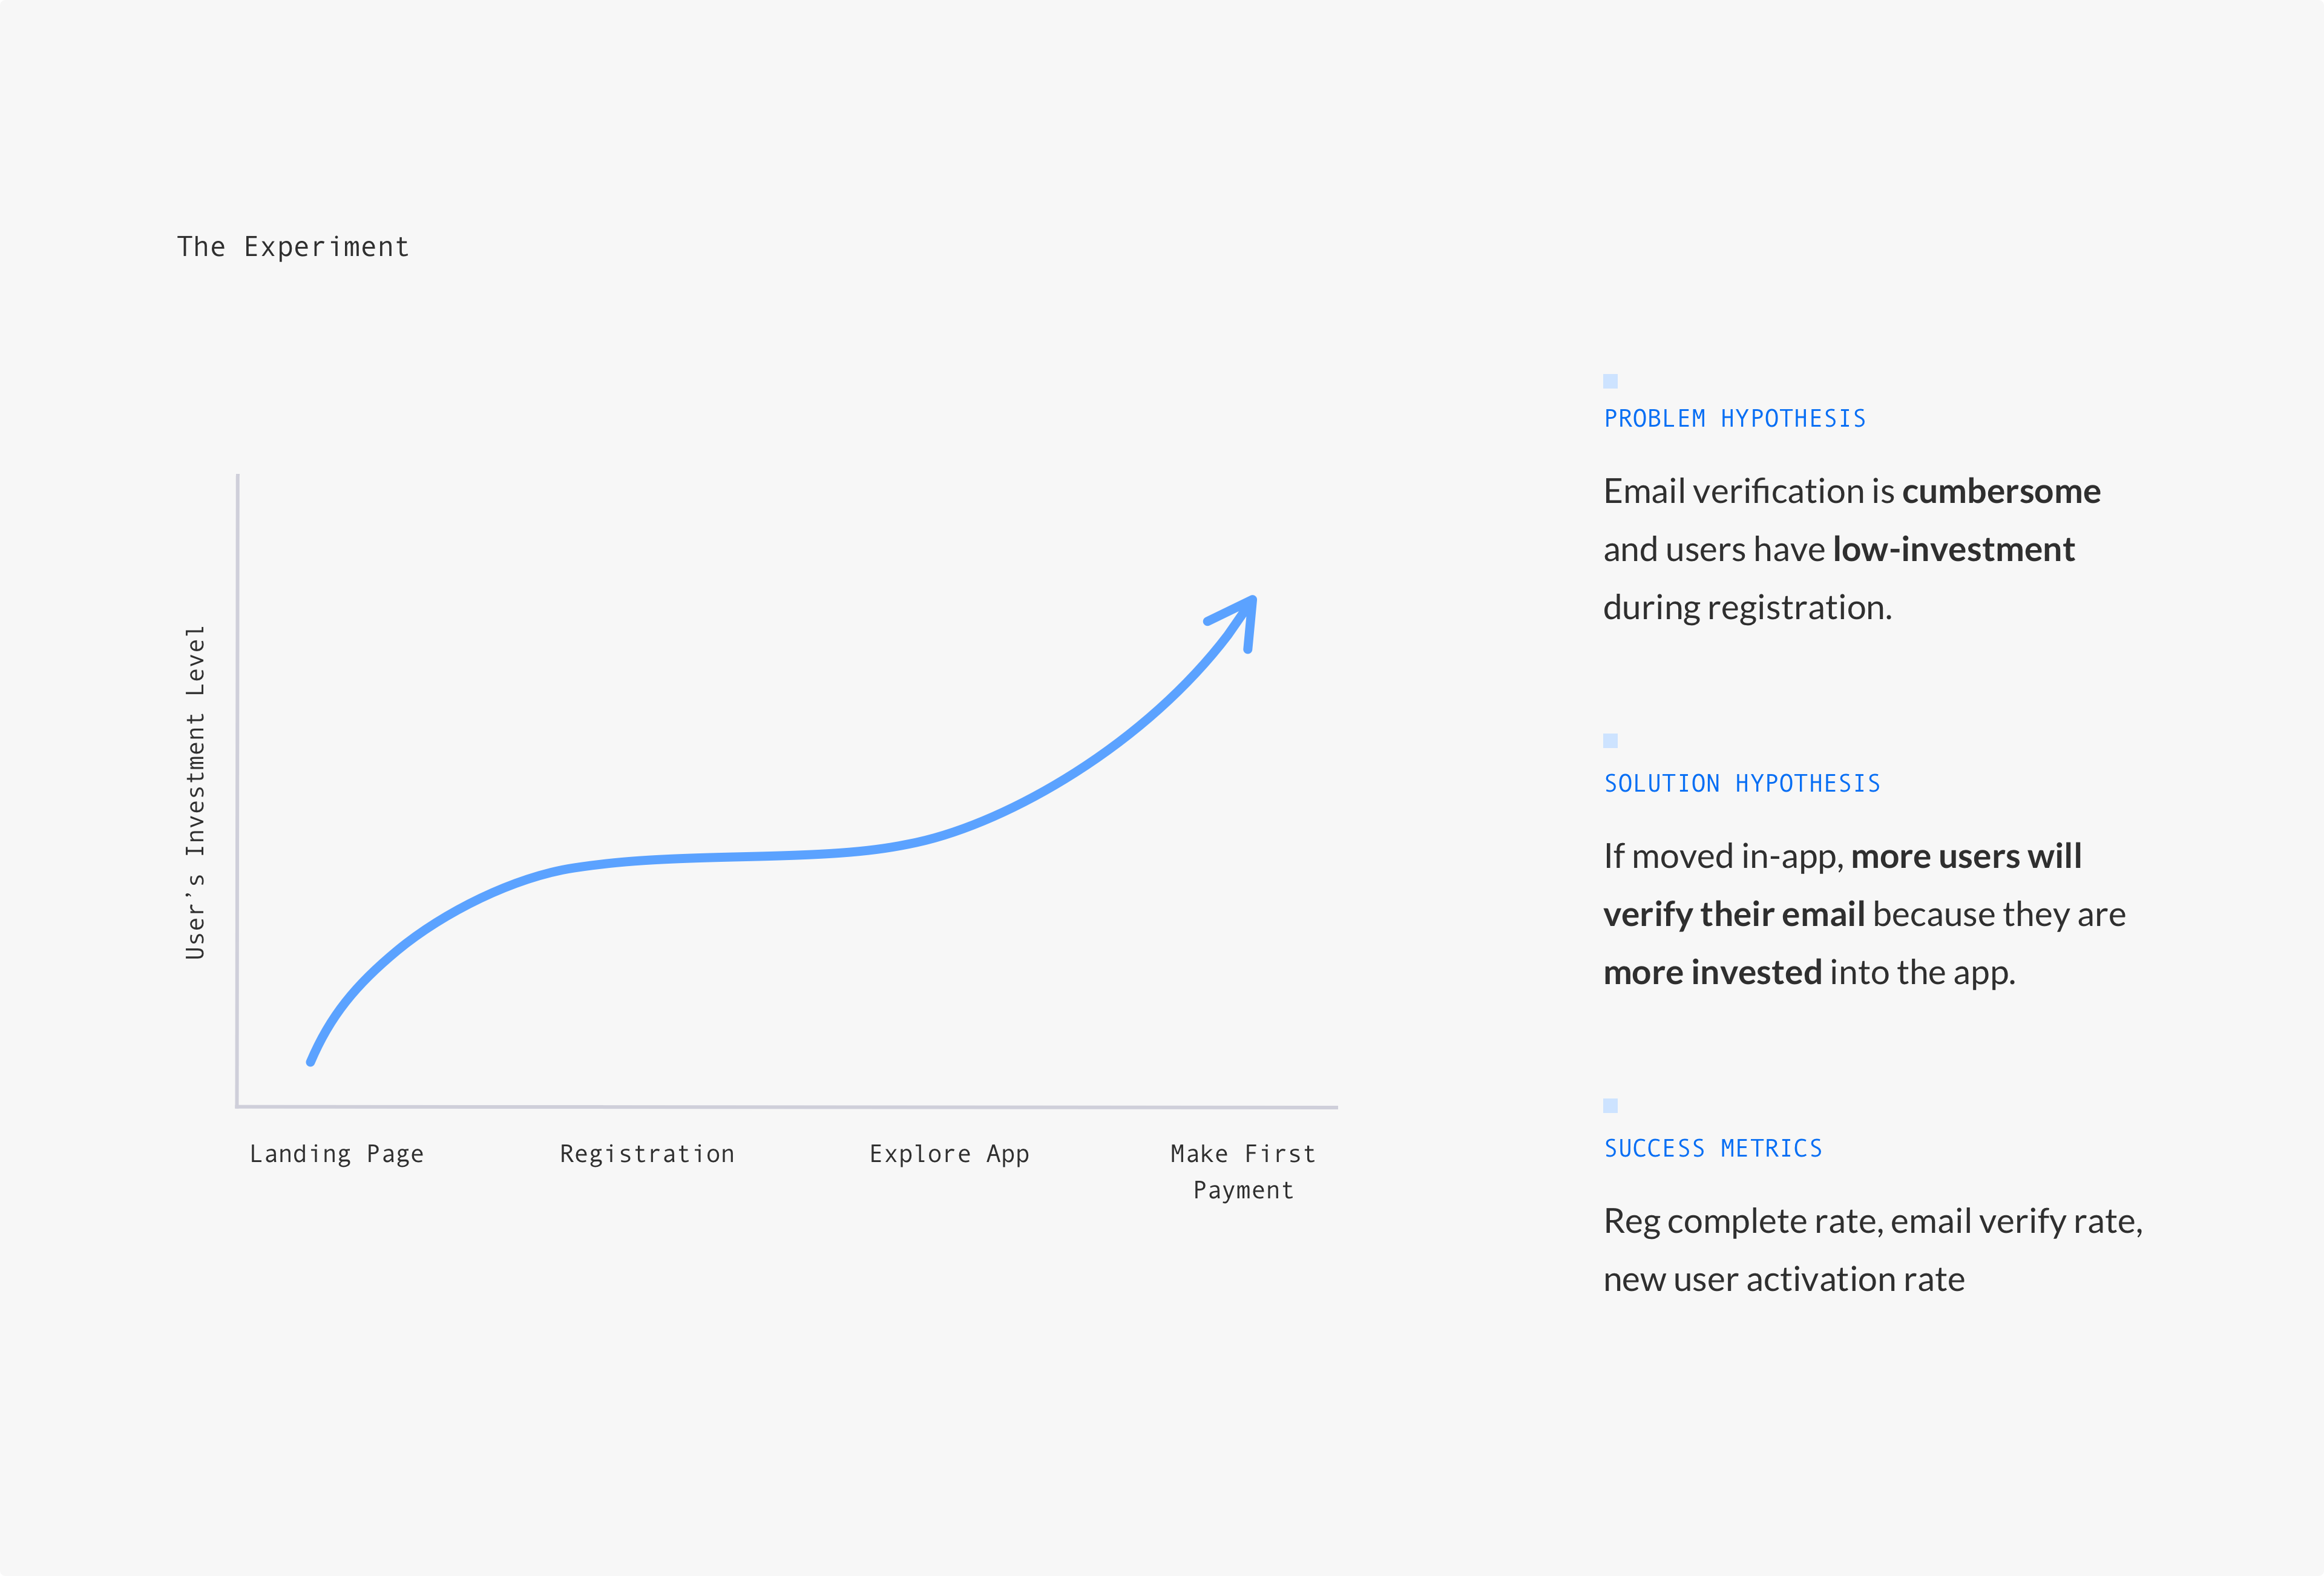 The Experiment
User’s Investment Level
Landing Page
Registration
Explore App
Make First
Payment
PROBLEM HYPOTHESIS
Email verification is cumbersome
and users have low-investment
during registration.
SOLUTION HYPOTHESIS
If moved in-app, more users will
verify their email because they are
more invested into the app.
SUCCESS METRICS
Reg complete rate, email verify rate,
new user activation rate